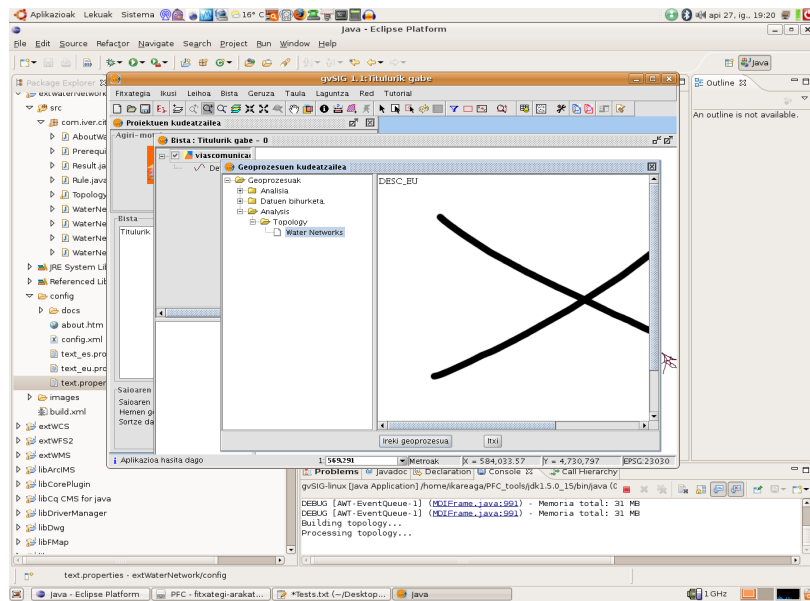 Aplikazioak Lekuak Sistema
16° C
api 27, ig., 19:20
Java - Eclipse Platform
File Edit Source Refactor Navigate Search Project Run Window Help
Java
Package Explorer
Outline
An outline is not available.
src
com.iver.cit
AboutWa
Prerequi
Result.ja
Rule.java
Topology
WaterNe
WaterNe
WaterNe
WaterNe
JRE System Lib
Referenced Lib
config
docs
about.htm
config.xml
text_es.pro
text_eu.pro
text.proper
images
build.xml
extWCS
extWFS2
extWMS
libArcIMS
libCorePlugin
libCq CMS for java
libDriverManager
libDwg
libFMap
gvSIG 1.1:Titulurik gabe
Fitxategia Ikusi Leihoa Bista Geruza Taula Laguntza Red Tutorial
Proiektuen kudeatzailea
Agiri-mot
Bista
Titulurik
Saioaren
Saioaren
Hemen ge
Sortze da
Bista : Titulurik gabe - 0
viascomunicac
De
Geoprozesuen kudeatzailea
Geoprozesuak
Analisia
Datuen bihurketa.
Analysis
Topology
Water Networks
DESC_EU
Ireki geoprozesua
Itxi
Aplikazioa hasita dago
1: 569,291
Metroak
X = 584,033.57
Y = 4,730,797
EPSG:23030
Problems Javadoc Declaration Console Call Hierarchy
gvSIG-linux [Java Application] /home/ikareaga/PFC_tools/jdk1.5.0_15/bin/java (
DEBUG [AWT-EventQueue-1] (MDIFrame.java:991) - Memoria total: 31 MB
DEBUG [AWT-EventQueue-1] (MDIFrame.java:991) - Memoria total: 31 MB
Building topology...
Processing topology...
text.properties - extWaterNetwork/config
Java - Eclipse Platform
PFC - fitxategi-arakat...
*Tests.txt (~/Desktop...
Java
1 GHz